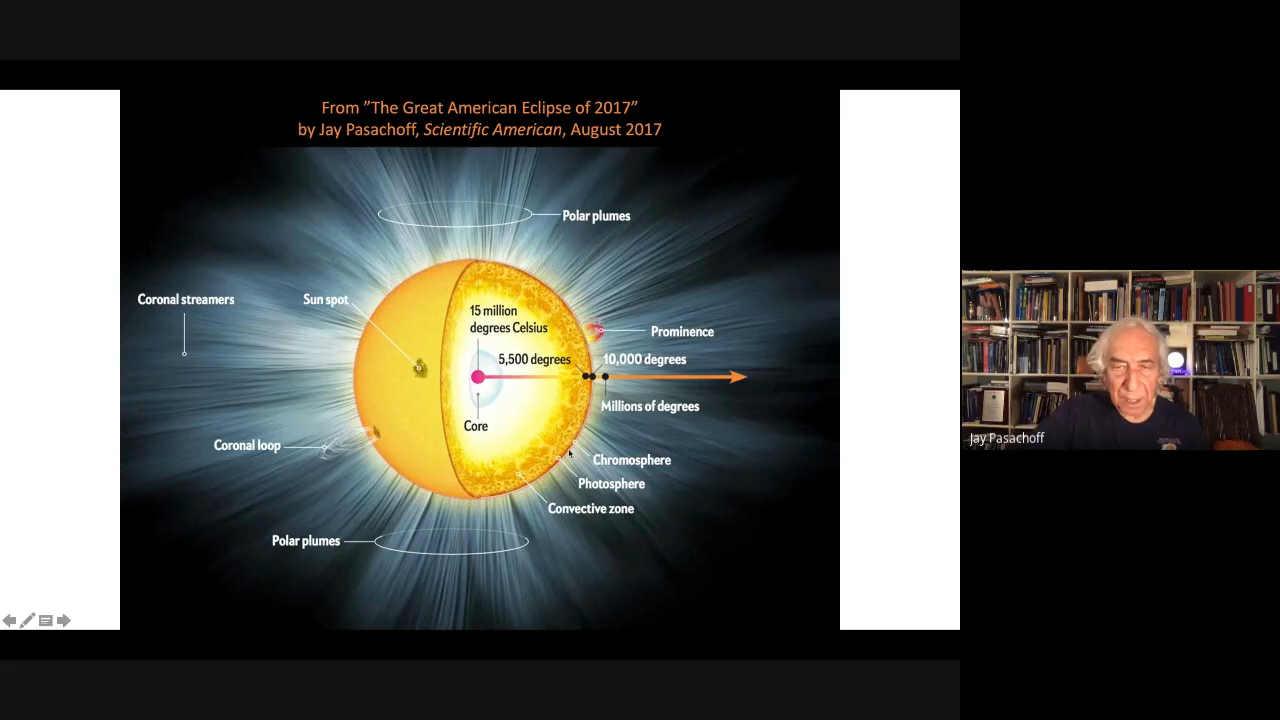 From ”The Great American Eclipse of 2017”
by Jay Pasachoff, Scientific American, August 2017
Polar plumes
Coronal streamers
Sun spot
15 million
degrees Celsius
Prominence
5,500 degrees
10,000 degrees
Millions of degrees
Core
Coronal loop
Chromosphere
Photosphere
Convective zone
Polar plumes
Jay Pasachoff